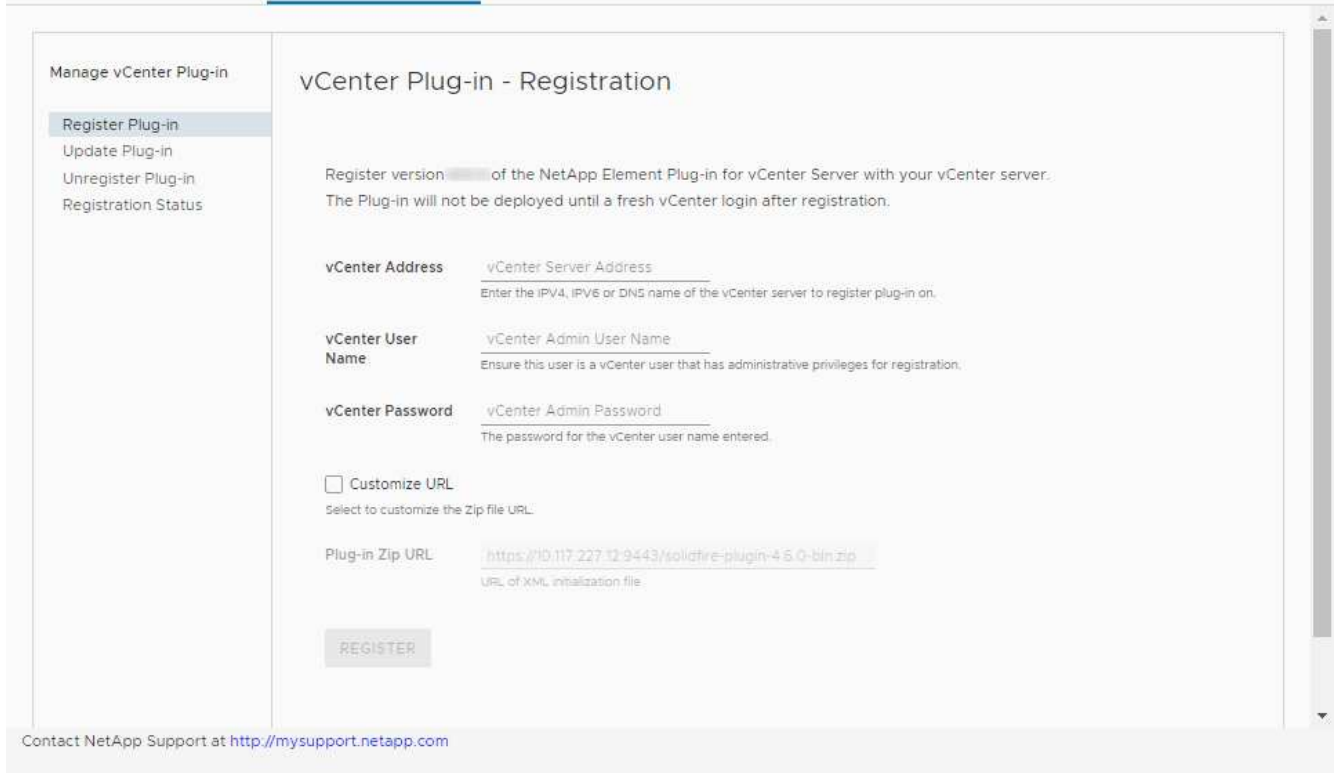 Manage vCenter Plug-in
Register Plug-in
Update Plug-in
Unregister Plug-in
Registration Status
vCenter Plug-in - Registration
Register version of the NetApp Element Plug-in for vCenter Server with your vCenter server.
The Plug-in will not be deployed until a fresh vCenter login after registration.
vCenter Address
vCenter Server Address
Enter the IPV4, IPV6 or DNS name of the vCenter server to register plug-in on.
vCenter User
Name
vCenter Admin User Name
Ensure this user is a vCenter user that has administrative privileges for registration.
vCenter Password
vCenter Admin Password
The password for the vCenter user name entered.
Customize URL
Select to customize the Zip file URL.
Plug-in Zip URL
https://10.117.227.12:9443/solidfire-plugin-4.6.0-bin.zip
URL of XML initialization file
REGISTER
Contact NetApp Support at http://mysupport.netapp.com